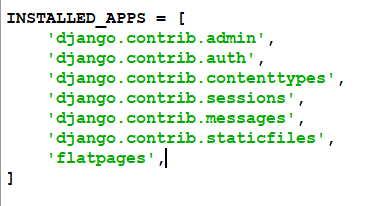 INSTALLED_APPS = [
    'django.contrib.admin',
    'django.contrib.auth',
    'django.contrib.contenttypes',
    'django.contrib.sessions',
    'django.contrib.messages',
    'django.contrib.staticfiles',
    'flatpages',
]